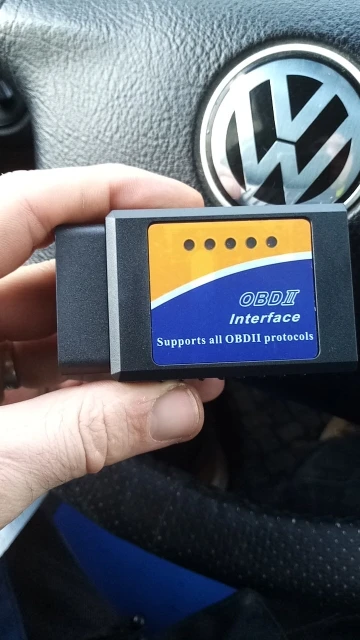 OBDII
Interface
Supports all OBDII protocols